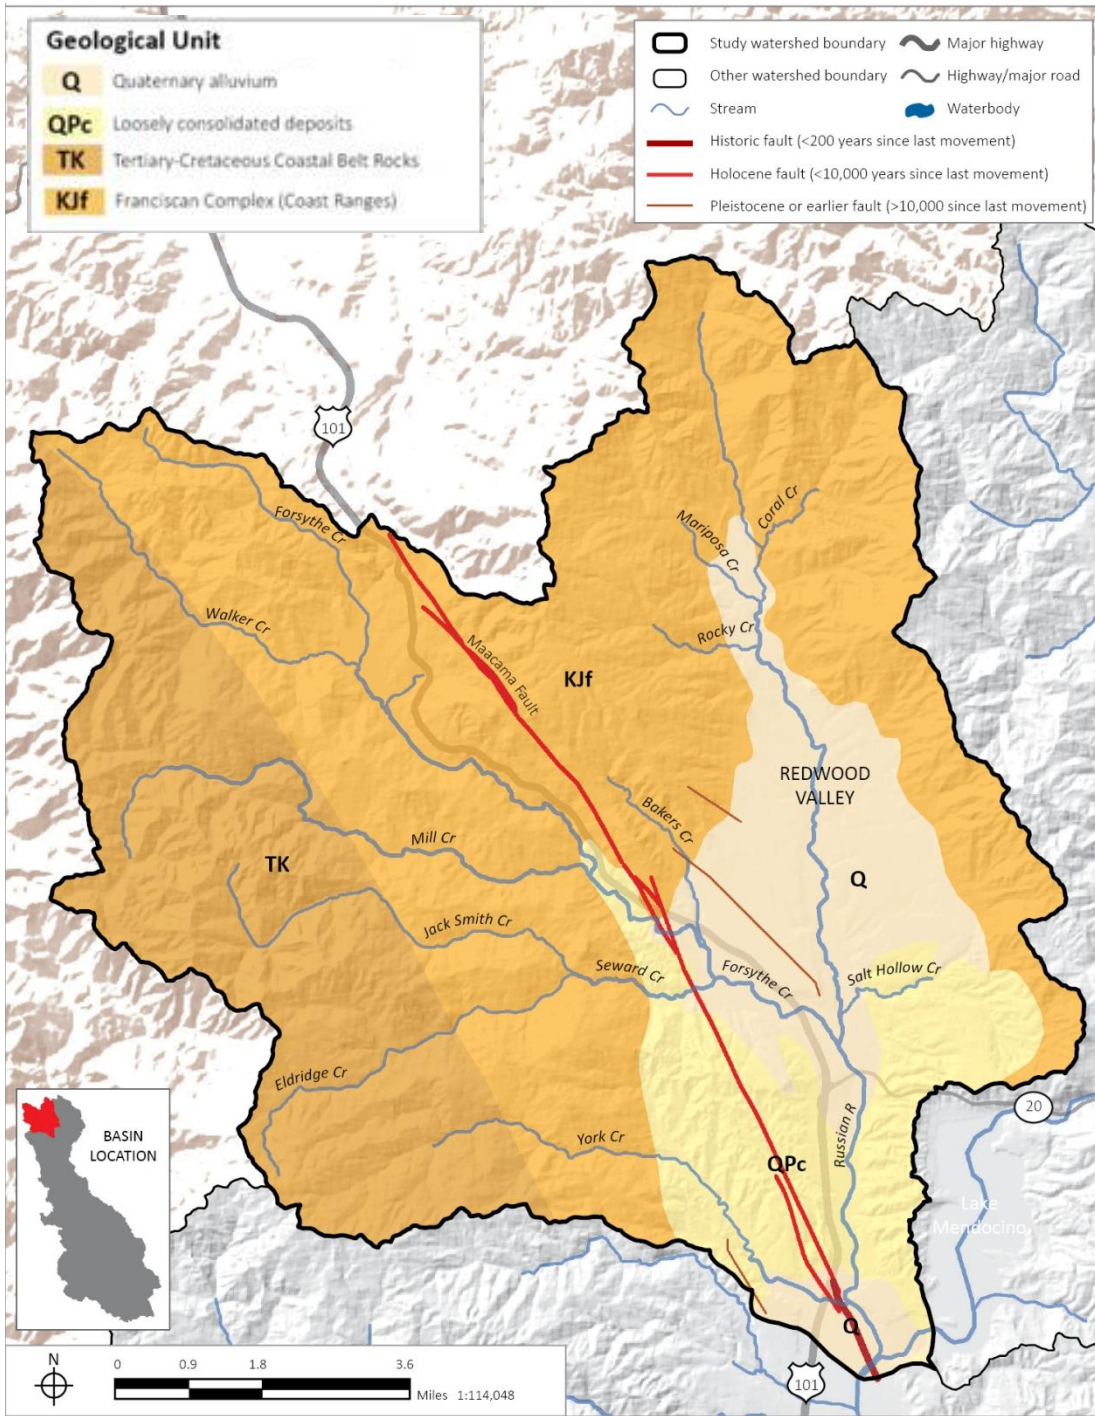 Geological Unit
Q Quaternary alluvium
QPc Loosely consolidated deposits
TK Tertiary-Cretaceous Coastal Belt Rocks
KJf Franciscan Complex (Coast Ranges)
Study watershed boundary
Major highway
Other watershed boundary
Highway/major road
Stream
Waterbody
Historic fault (<200 years since last movement)
Holocene fault (<10,000 years since last movement)
Pleistocene or earlier fault (>10,000 since last movement)
101
Forsythe Cr
Coral Cr
Mariposa Cr
Walker Cr
Rocky Cr
Maacama Fault
KJf
REDWOOD
VALLEY
Bakers Cr
Mill Cr
TK
Q
Jack Smith Cr
Seward Cr
Forsythe Cr
Salt Hollow Cr
Eldridge Cr
20
BASIN
LOCATION
York Cr
Russian R
QPc
Lake
Mendocino
Q
N
0 0.9 1.8 3.6
Miles 1:114,048
101